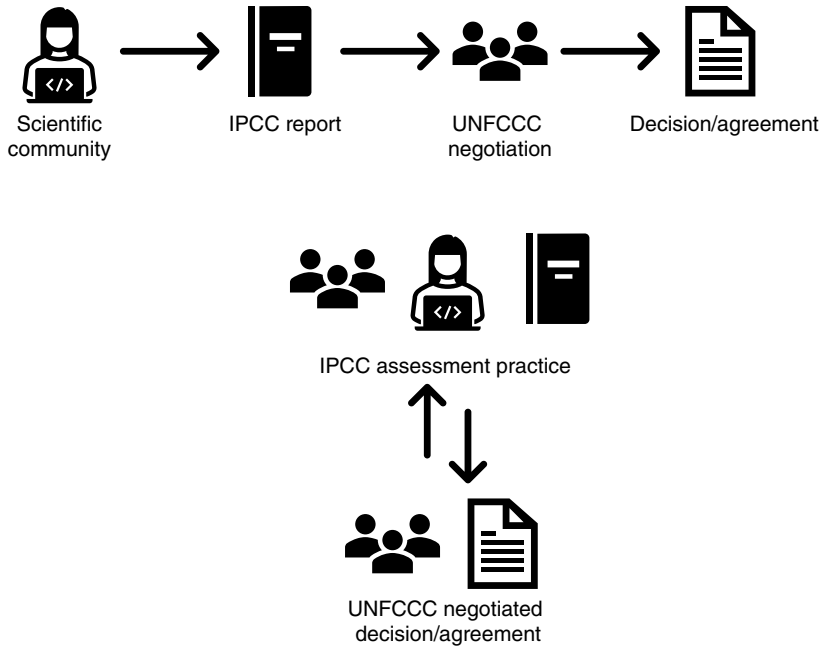 </>
Scientific
community
IPCC report
UNFCCC
negotiation
Decision/agreement
</>
IPCC assessment practice
UNFCCC negotiated
decision/agreement